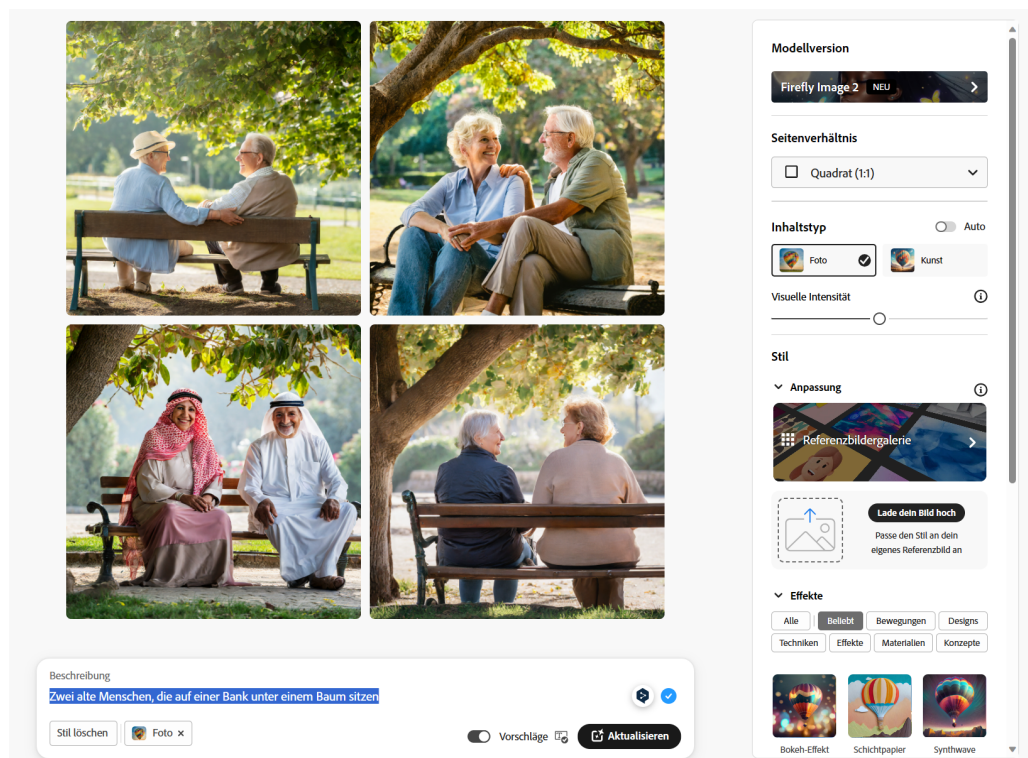 Modellversion
Firefly Image 2 NEU
Seitenverhältnis
Quadrat (1:1)
Inhaltstyp
Auto
Foto
Kunst
Visuelle Intensität
Stil
Anpassung
Referenzbildergalerie
Lade dein Bild hoch
Passe den Stil an dein
eigenes Referenzbild an
Effekte
Alle
Beliebt
Bewegungen
Designs
Techniken
Effekte
Materialien
Konzepte
Bokeh-Effekt
Schichtpapier
Synthwave
Beschreibung
Zwei alte Menschen, die auf einer Bank unter einem Baum sitzen
Stil löschen
Foto
Vorschläge
Aktualisieren